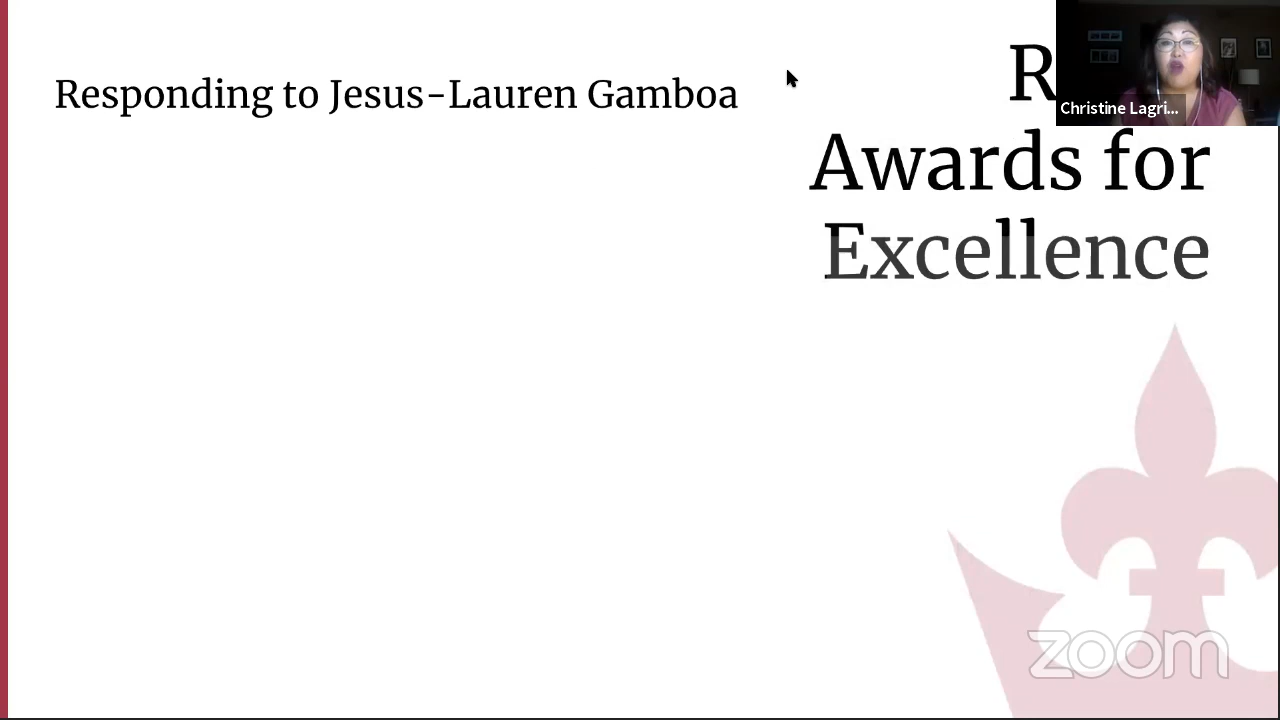 Responding to Jesus-Lauren Gamboa
R
Awards for
Excellence
Christine Lagri...
zoom